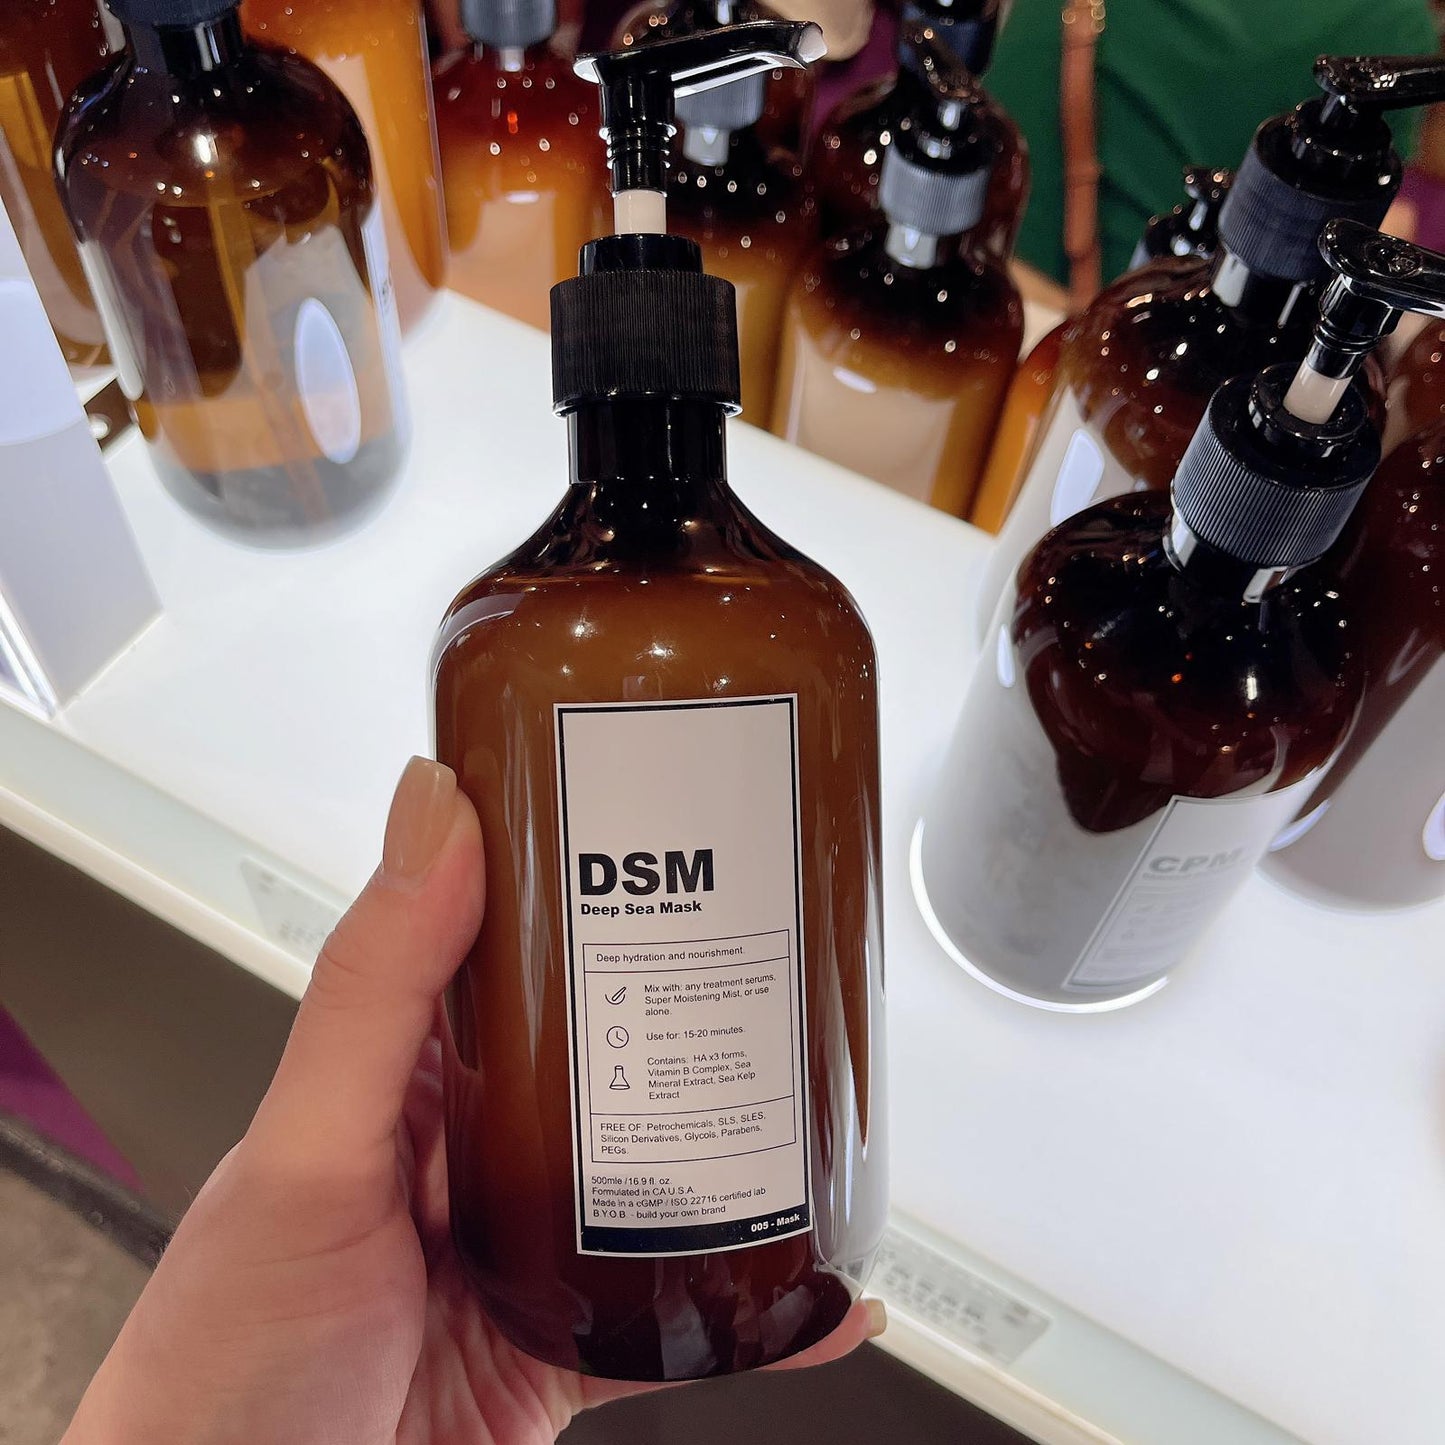 DSM
Deep Sea Mask
Deep hydration and nourishment.
Mix with: any treatment serums,
Super Moistening Mist, or use
alone.
Use for: 15-20 minutes.
Contains: HA x3 forms,
Vitamin B Complex, Sea
Mineral Extract, Sea Kelp
Extract
FREE OF: Petrochemicals, SLS, SLES,
Silicon Derivatives, Glycols, Parabens,
PEGs.
500mle / 16.9 fl. oz.
Formulated in CA U.S.A.
Made in a cGMP / ISO 22716 certified lab
B.Y.O.B. - build your own brand
005 - Mask
CPM